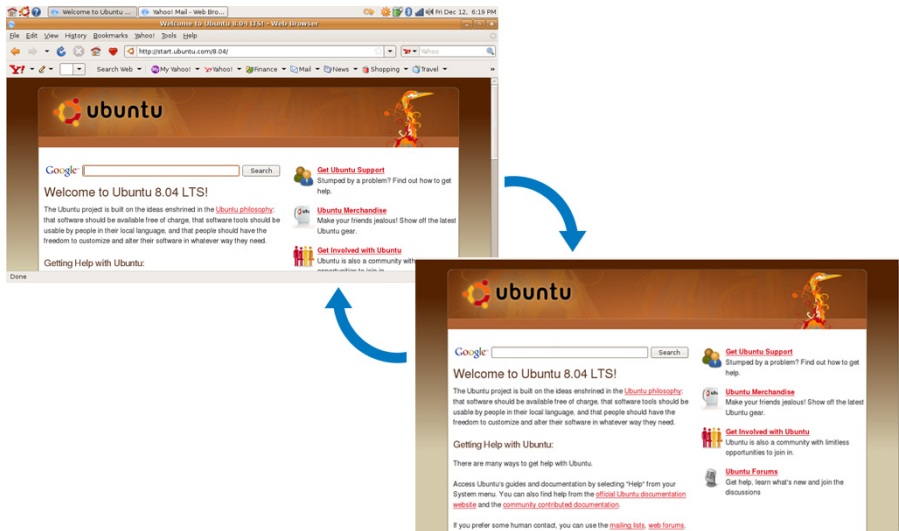 Welcome to Ubuntu ... Yahoo! Mail - Web Bro... Fri Dec 12, 6:19 PM
Welcome to Ubuntu 8.04 LTS! - Web Browser
File Edit View History Bookmarks Yahoo! Tools Help
http://start.ubuntu.com/8.04/ Yahoo
Y! Search Web My Yahoo! Yahoo! Finance Mail News Shopping Travel »
ubuntu
Google Search
Welcome to Ubuntu 8.04 LTS!
The Ubuntu project is built on the ideas enshrined in the Ubuntu philosophy:
that software should be available free of charge, that software tools should be
usable by people in their local language, and that people should have the
freedom to customize and alter their software in whatever way they need.
Getting Help with Ubuntu:
Get Ubuntu Support
Stumped by a problem? Find out how to get
help.
Ubuntu Merchandise
Make your friends jealous! Show off the latest
Ubuntu gear.
Get Involved with Ubuntu
Ubuntu is also a community with
opportunities to join in.
Done
ubuntu
Google Search
Welcome to Ubuntu 8.04 LTS!
The Ubuntu project is built on the ideas enshrined in the Ubuntu philosophy:
that software should be available free of charge, that software tools should be
usable by people in their local language, and that people should have the
freedom to customize and alter their software in whatever way they need.
Getting Help with Ubuntu:
There are many ways to get help with Ubuntu.
Access Ubuntu's guides and documentation by selecting "Help" from your
System menu. You can also find help from the official Ubuntu documentation
website and the community contributed documentation.
If you prefer some human contact, you can use the mailing lists, web forums,
Get Ubuntu Support
Stumped by a problem? Find out how to get
help.
Ubuntu Merchandise
Make your friends jealous! Show off the latest
Ubuntu gear.
Get Involved with Ubuntu
Ubuntu is also a community with limitless
opportunities to join in.
Ubuntu Forums
Get help, learn what's new and join the
discussions